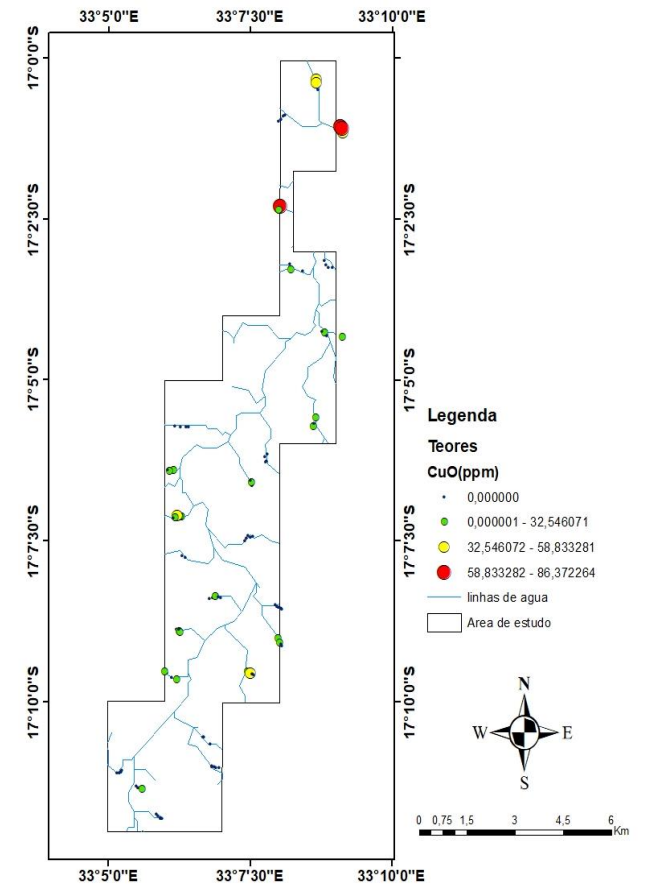 33°5'0"E 33°7'30"E 33°10'0"E
17°0'0"S 17°0'0"S
17°2'30"S 17°2'30"S
17°5'0"S 17°5'0"S
17°7'30"S 17°7'30"S
17°10'0"S 17°10'0"S
33°5'0"E 33°7'30"E 33°10'0"E
Legenda
Teores
CuO(ppm)
0,000000
0,000001 - 32,546071
32,546072 - 58,833281
58,833282 - 86,372264
linhas de agua
Area de estudo
N
W E
S
0 0,75 1,5 3 4,5 6
Km